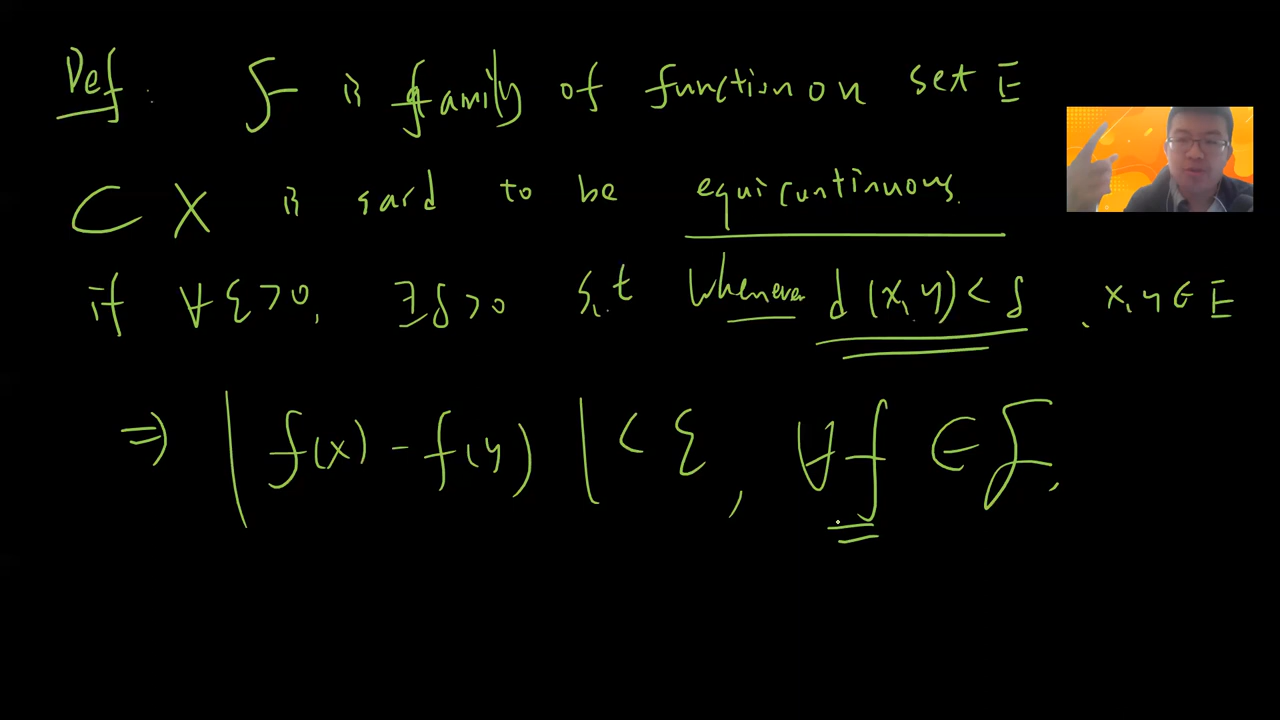 Def: F is family of function on set E
⊂ X is said to be equicontinuous.
if ∀ε>0, ∃δ>0 s.t whenever d(x,y)<δ, x,y∈E
⇒ |f(x)-f(y)|<ε, ∀f∈F,